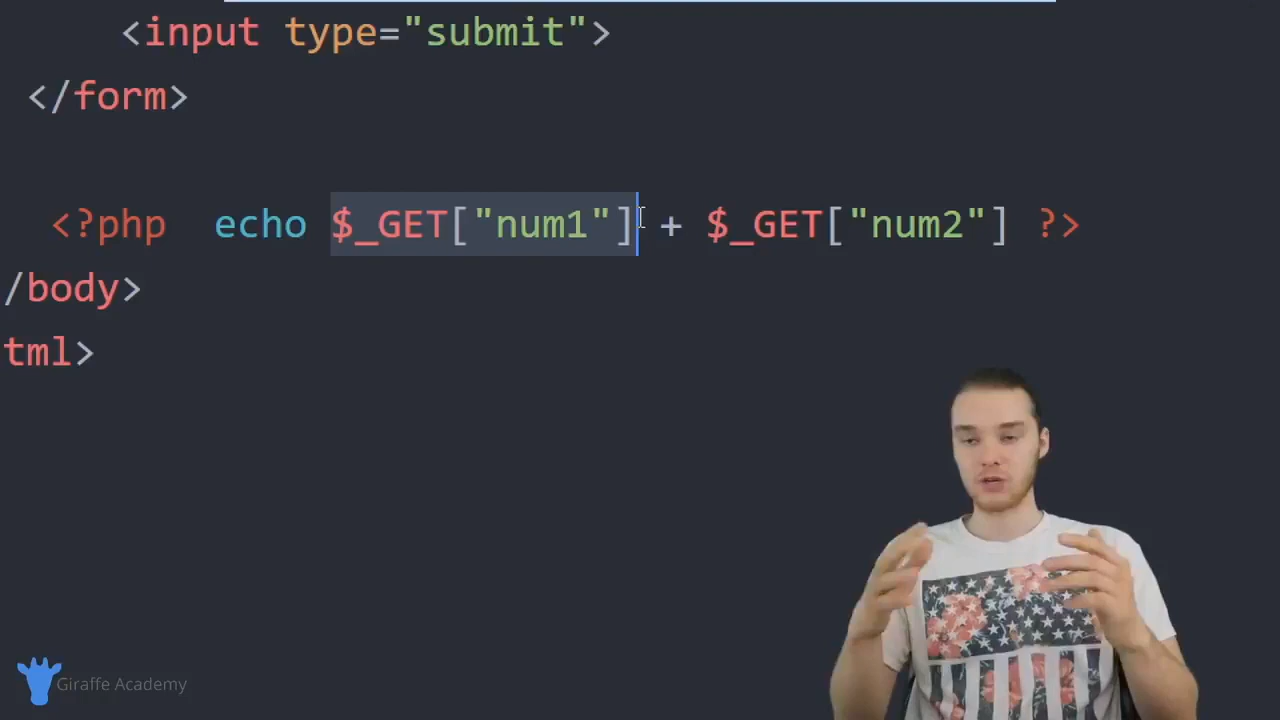 <input type="submit">
</form>
<?php  echo $_GET["num1"] + $_GET["num2"] ?>
/body>
tml>
Giraffe Academy